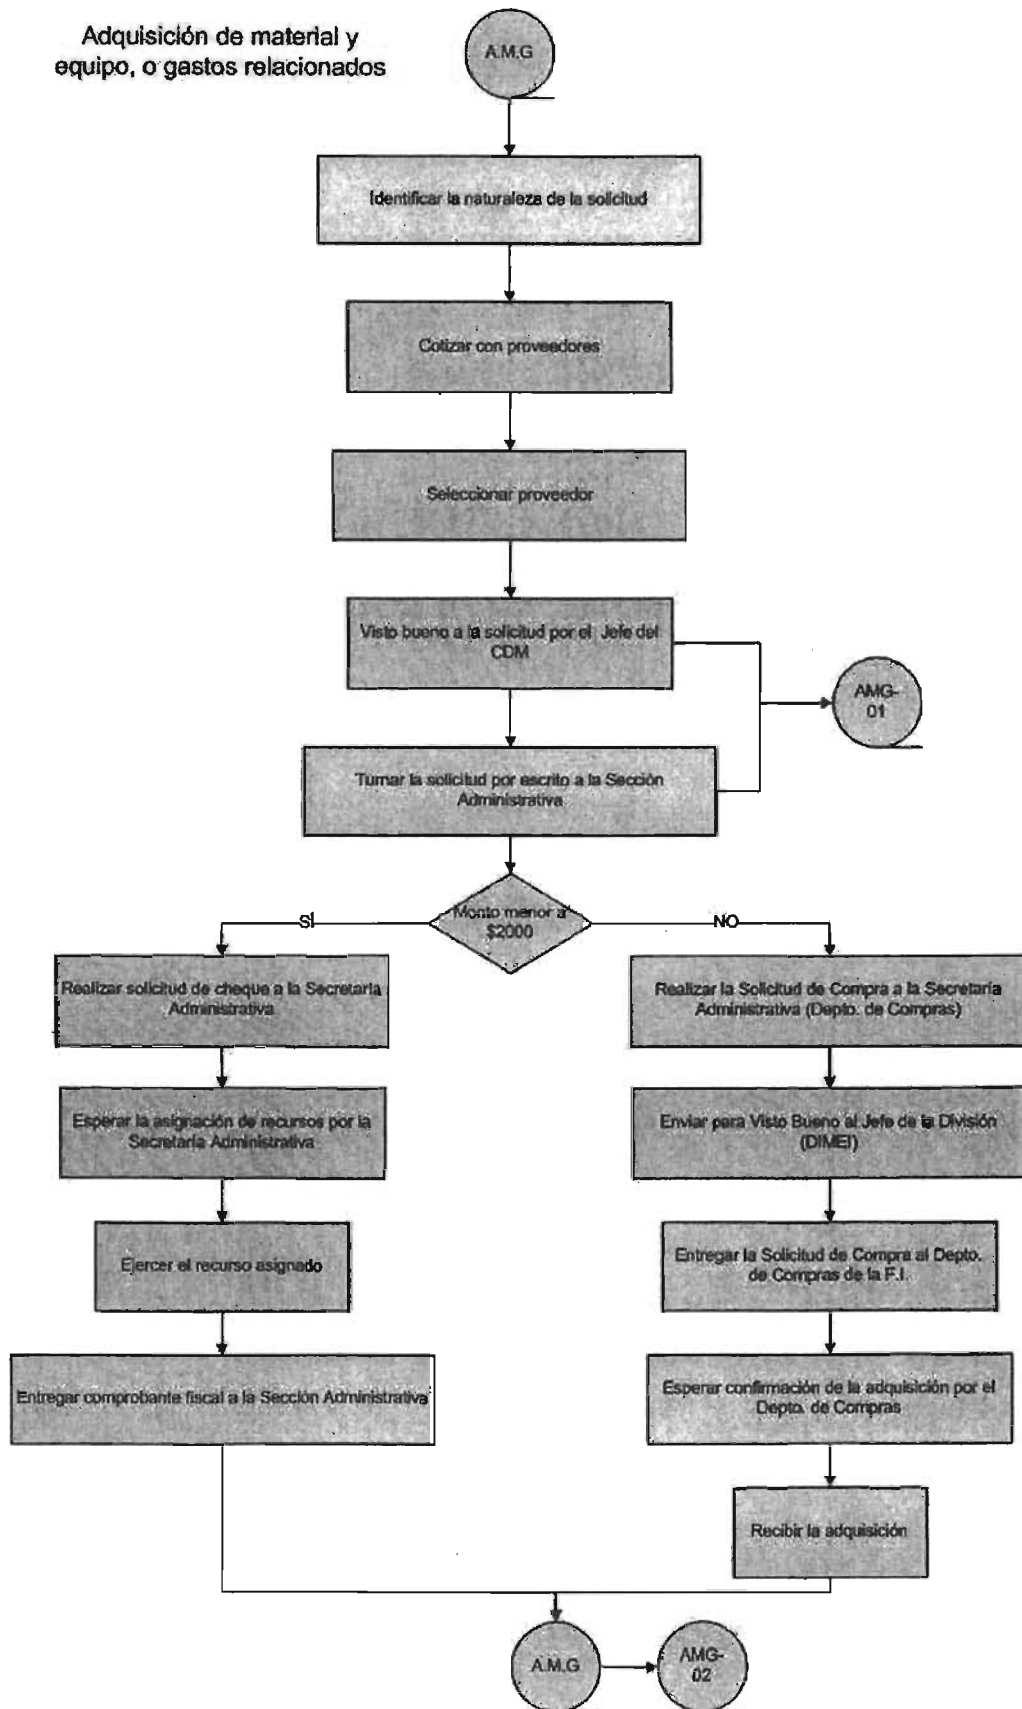 Adquisición de material y
equipo, o gastos relacionados
A.M.G
Identificar la naturaleza de la solicitud
Cotizar con proveedores
Seleccionar proveedor
Visto bueno a la solicitud por el Jefe del
CDM
AMG-
01
Turnar la solicitud por escrito a la Sección
Administrativa
Monto menor a
$2000
SÍ
NO
Realizar solicitud de cheque a la Secretaría
Administrativa
Realizar la Solicitud de Compra a la Secretaría
Administrativa (Depto. de Compras)
Esperar la asignación de recursos por la
Secretaría Administrativa
Enviar para Visto Bueno al Jefe de la División
(DIMEI)
Ejercer el recurso asignado
Entregar la Solicitud de Compra al Depto.
de Compras de la F.I.
Entregar comprobante fiscal a la Sección Administrativa
Esperar confirmación de la adquisición por el
Depto. de Compras
Recibir la adquisición
A.M.G
AMG-
02